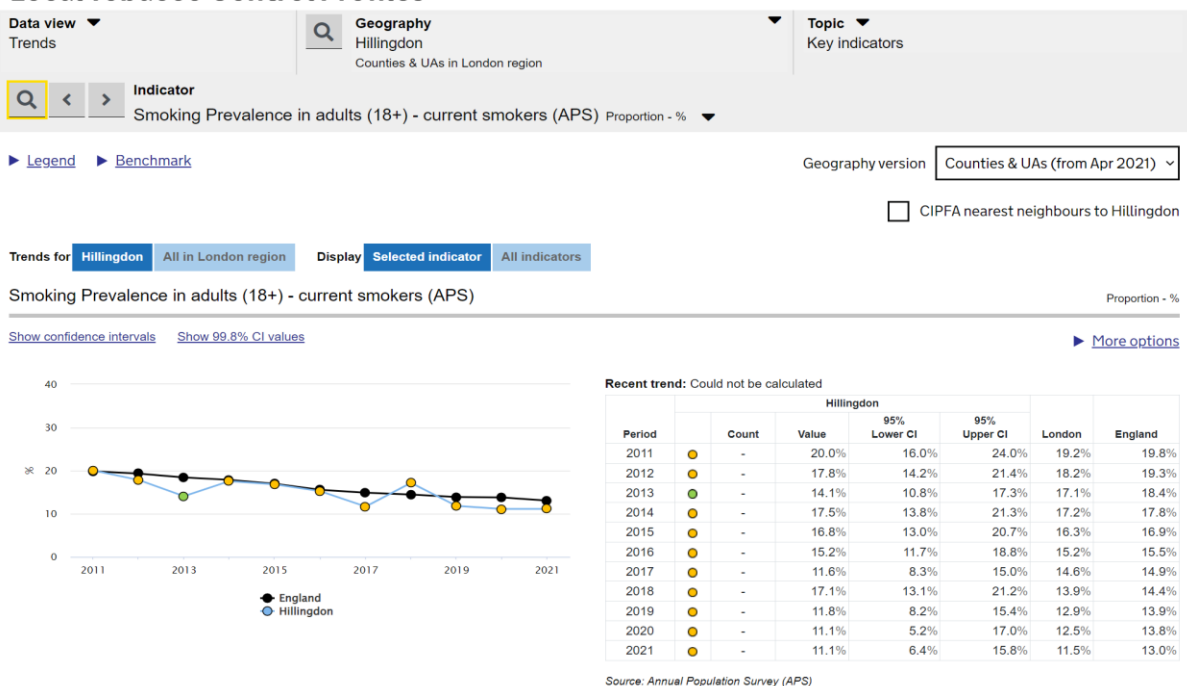 Data view
Trends
Geography
Hillingdon
Counties & UAs in London region
Topic
Key indicators
Indicator
Smoking Prevalence in adults (18+) - current smokers (APS) Proportion - %
Legend Benchmark
Geography version Counties & UAs (from Apr 2021)
CIPFA nearest neighbours to Hillingdon
Trends for Hillingdon All in London region Display Selected indicator All indicators
Smoking Prevalence in adults (18+) - current smokers (APS) Proportion - %
Show confidence intervals Show 99.8% CI values
More options
40
30
%
20
10
0
2011 2013 2015 2017 2019 2021
England
Hillingdon
Recent trend: Could not be calculated
Hillingdon
Period Count Value 95% Lower CI 95% Upper CI London England
2011 - 20.0% 16.0% 24.0% 19.2% 19.8%
2012 - 17.8% 14.2% 21.4% 18.2% 19.3%
2013 - 14.1% 10.8% 17.3% 17.1% 18.4%
2014 - 17.5% 13.8% 21.3% 17.2% 17.8%
2015 - 16.8% 13.0% 20.7% 16.3% 16.9%
2016 - 15.2% 11.7% 18.8% 15.2% 15.5%
2017 - 11.6% 8.3% 15.0% 14.6% 14.9%
2018 - 17.1% 13.1% 21.2% 13.9% 14.4%
2019 - 11.8% 8.2% 15.4% 12.9% 13.9%
2020 - 11.1% 5.2% 17.0% 12.5% 13.8%
2021 - 11.1% 6.4% 15.8% 11.5% 13.0%
Source: Annual Population Survey (APS)